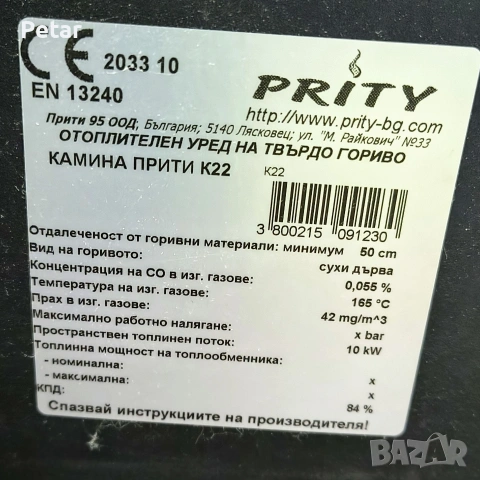 Petar
CE 2033 10
EN 13240
PRITY
http://www.prity-bg.com
Прити 95 ООД, България; 5140 Лясковец; ул. "М. Райкович" №33
ОТОПЛИТЕЛЕН УРЕД НА ТВЪРДО ГОРИВО
КАМИНА ПРИТИ K22
K22
3 800215 091230
Отдалеченост от горивни материали: минимум 50 cm
Вид на горивото: сухи дърва
Концентрация на CO в изг. газове: 0,055 %
Температура на изг. газове: 165 °C
Прах в изг. газове: 42 mg/m^3
Максимално работно налягане: x bar
Пространствен топлинен поток: 10 kW
Топлинна мощност на топлообменника:
- номинална: x
- максимална: x
КПД: 84 %
Спазвай инструкциите на производителя!
BAZAR